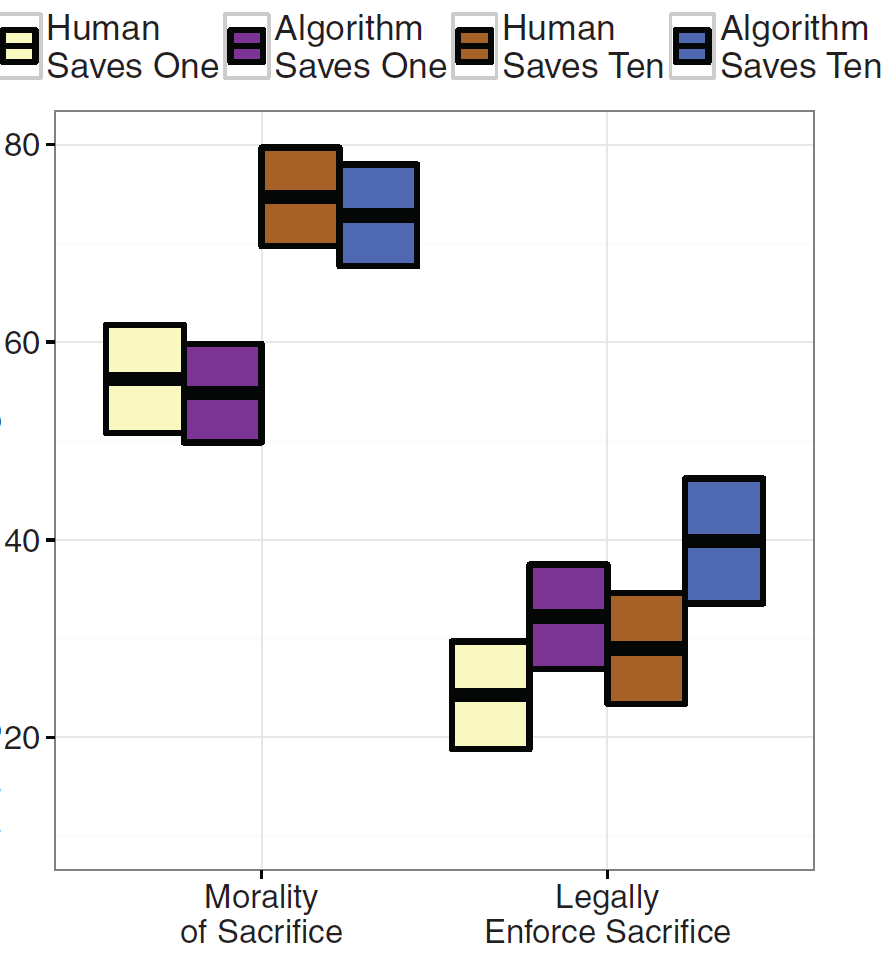 Human Saves One
Algorithm Saves One
Human Saves Ten
Algorithm Saves Ten
80
60
40
20
Morality of Sacrifice
Legally Enforce Sacrifice